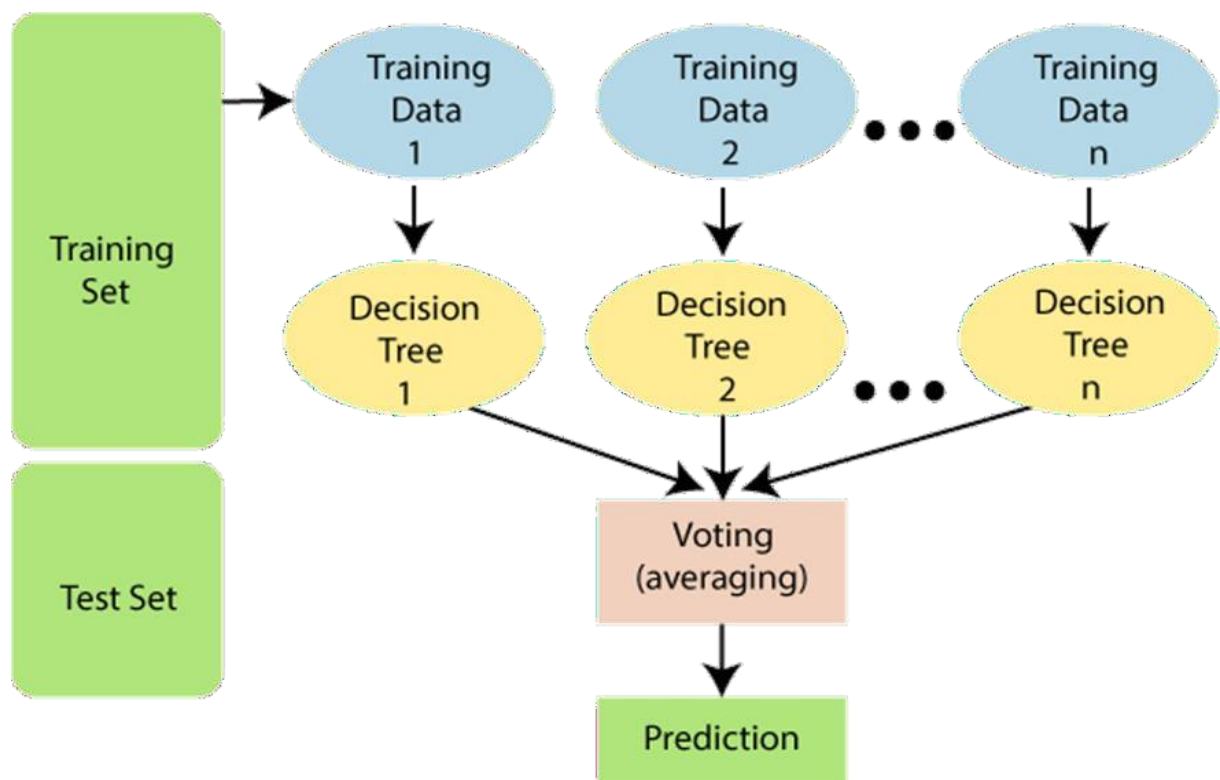 Training
Set
Training
Data
1
Training
Data
2
Training
Data
n
Decision
Tree
1
Decision
Tree
2
Decision
Tree
n
Test Set
Voting
(averaging)
Prediction